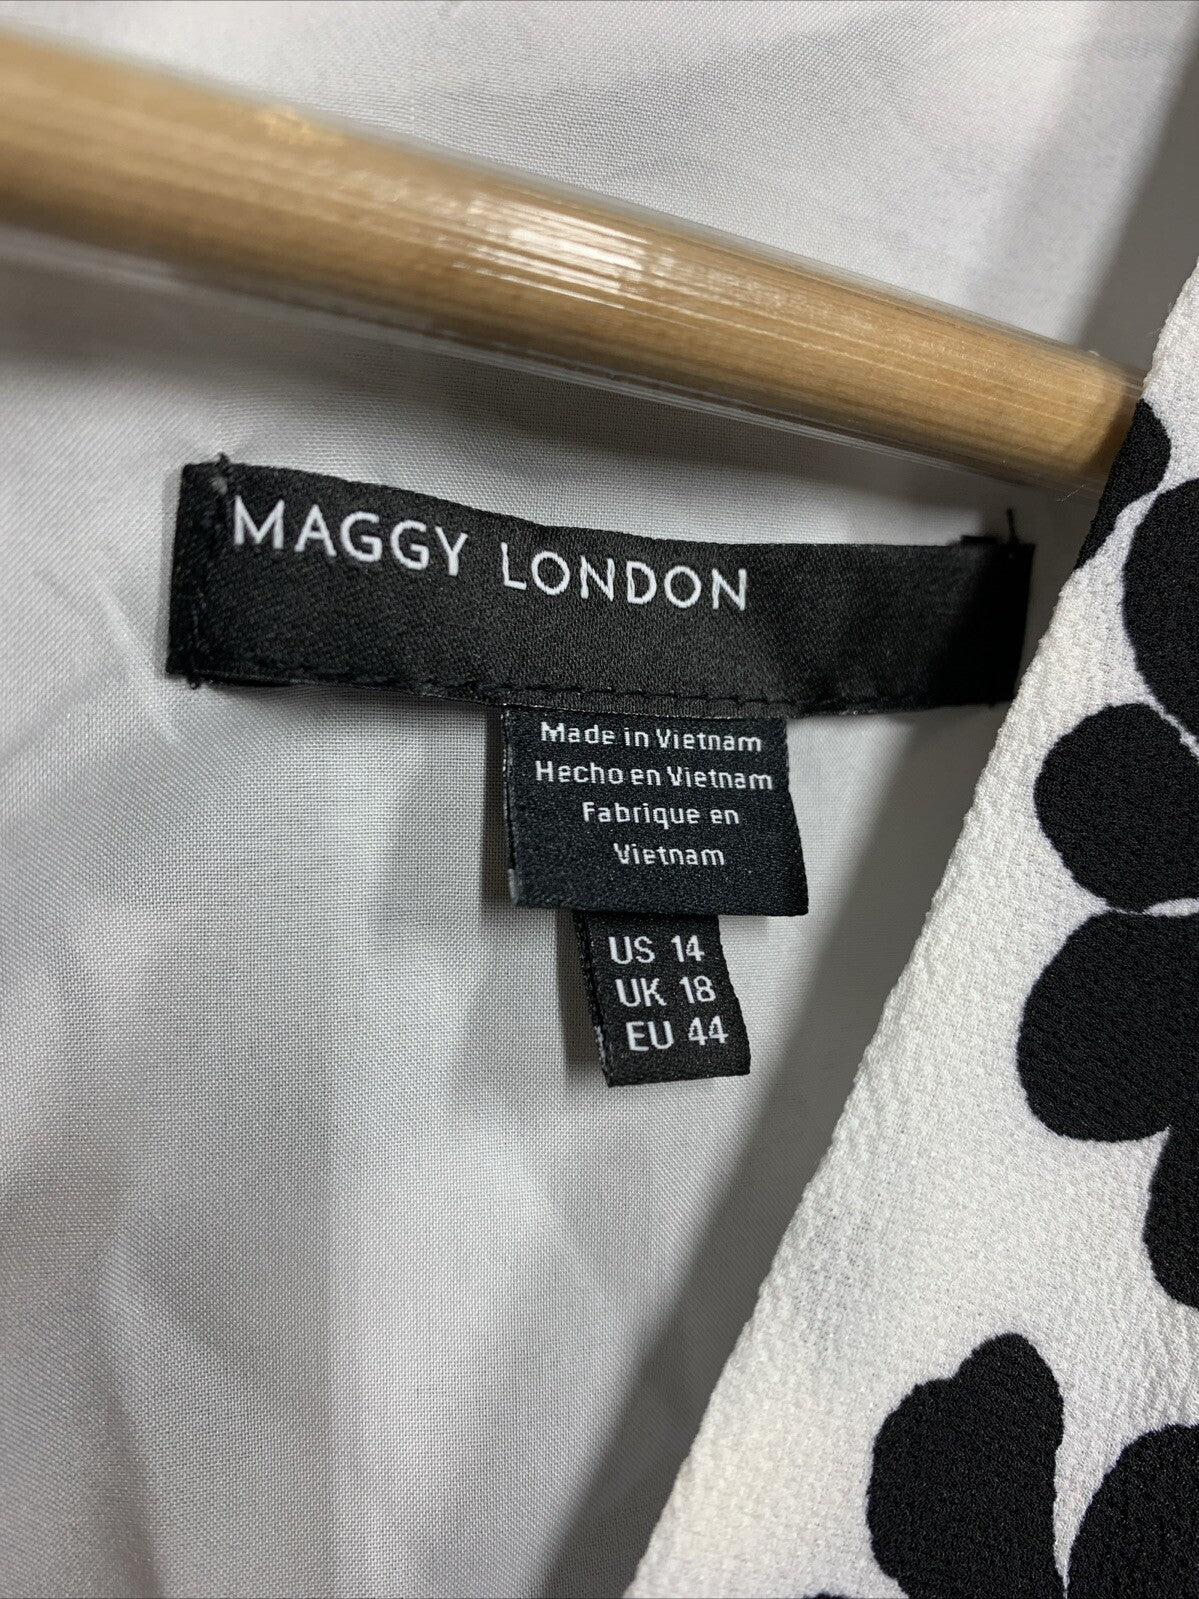 MAGGY LONDON
Made in Vietnam
Hecho en Vietnam
Fabrique en
Vietnam
US 14
UK 18
EU 44